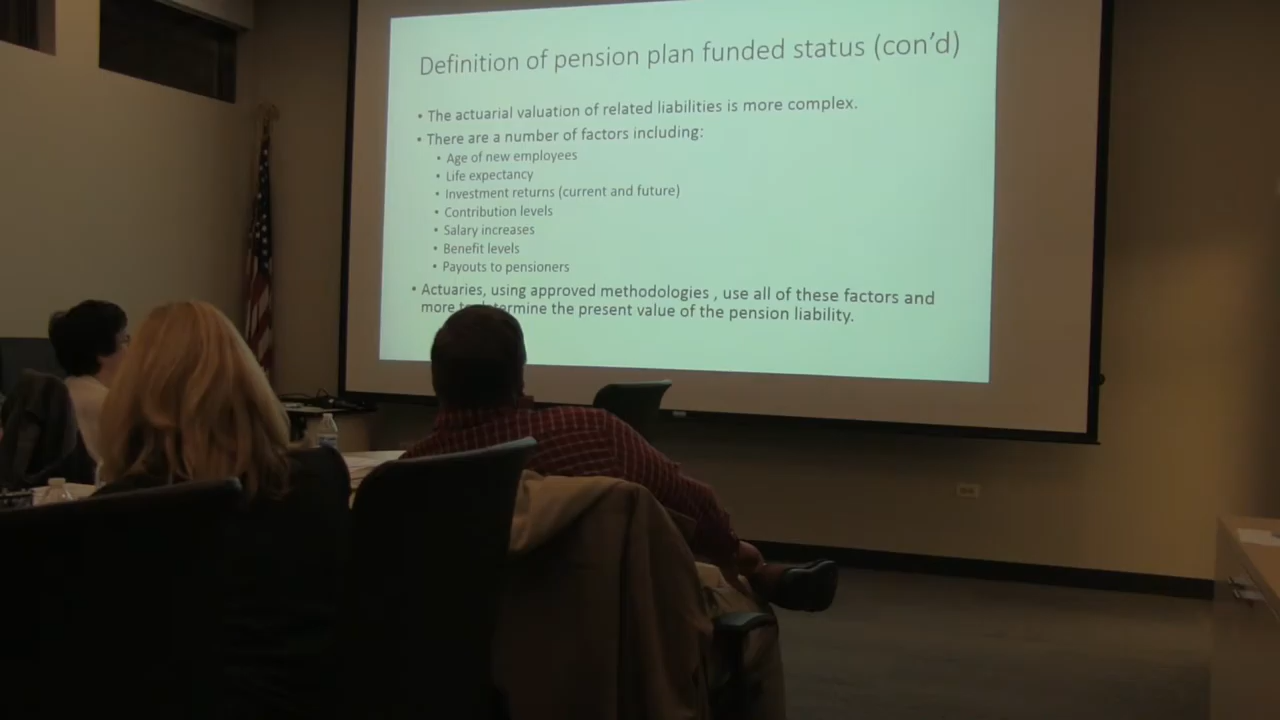 Definition of pension plan funded status (con'd)
• The actuarial valuation of related liabilities is more complex.
• There are a number of factors including:
• Age of new employees
• Life expectancy
• Investment returns (current and future)
• Contribution levels
• Salary increases
• Benefit levels
• Payouts to pensioners
• Actuaries, using approved methodologies , use all of these factors and
more the present value of the pension liability.